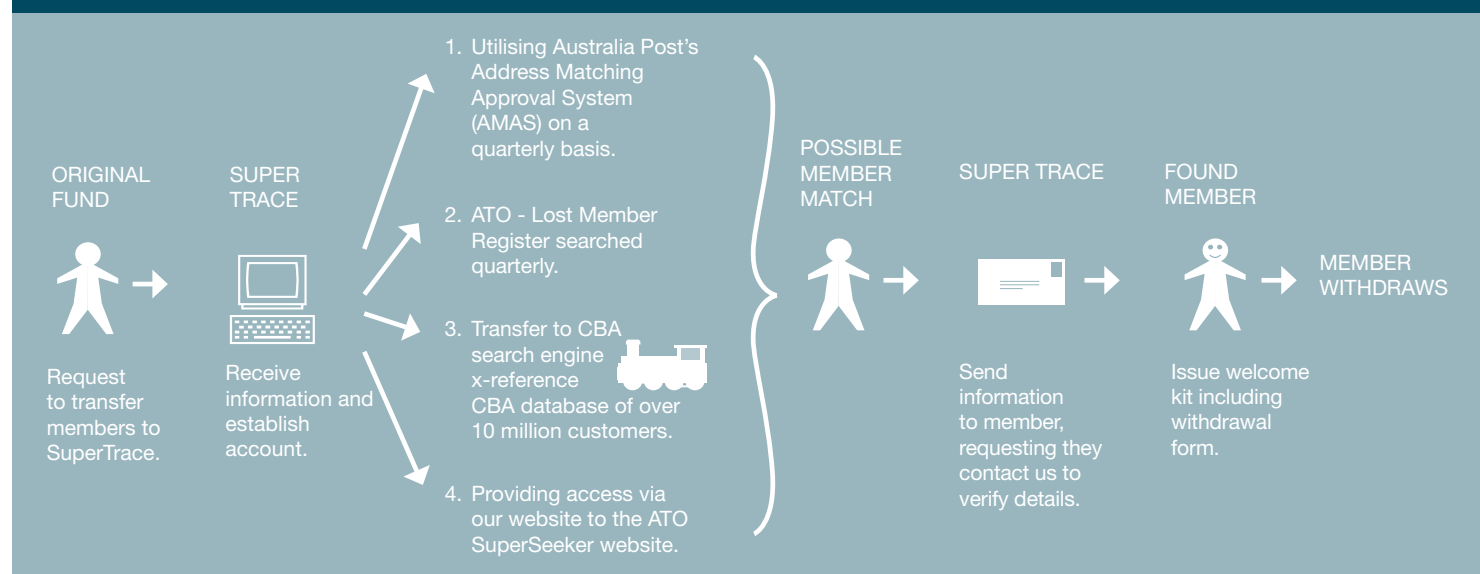 ORIGINAL
FUND
Request
to transfer
members to
SuperTrace.
SUPER
TRACE
Receive
information and
establish
account.
1. Utilising Australia Post’s
Address Matching
Approval System
(AMAS) on a
quarterly basis.
2. ATO - Lost Member
Register searched
quarterly.
3. Transfer to CBA
search engine
x-reference
CBA database of over
10 million customers.
4. Providing access via
our website to the ATO
SuperSeeker website.
POSSIBLE
MEMBER
MATCH
SUPER TRACE
Send
information
to member,
requesting they
contact us to
verify details.
FOUND
MEMBER
Issue welcome
kit including
withdrawal
form.
MEMBER
WITHDRAWS